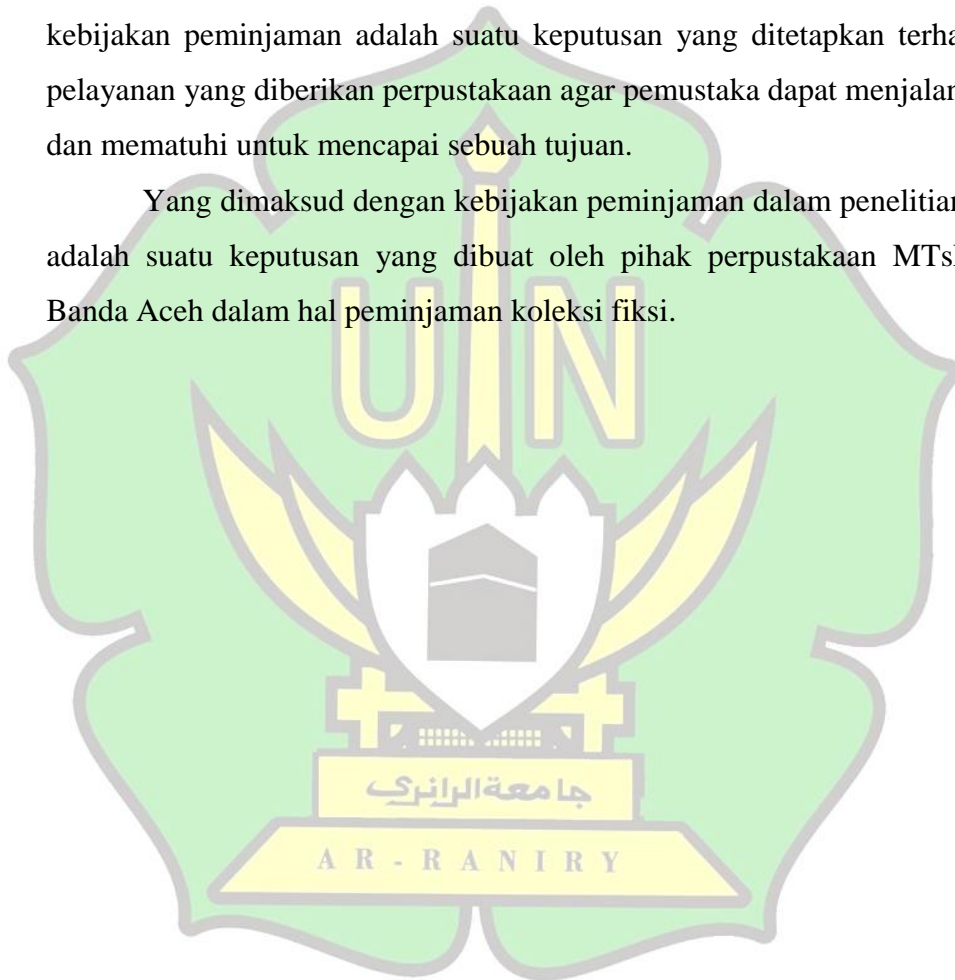 kebijakan peminjaman adalah suatu keputusan yang ditetapkan terha
pelayanan yang diberikan perpustakaan agar pemustaka dapat menjalan
dan mematuhi untuk mencapai sebuah tujuan.
Yang dimaksud dengan kebijakan peminjaman dalam penelitian
adalah suatu keputusan yang dibuat oleh pihak perpustakaan MTs
Banda Aceh dalam hal peminjaman koleksi fiksi.
UIN
جامعة الرانري
AR-RANIRY